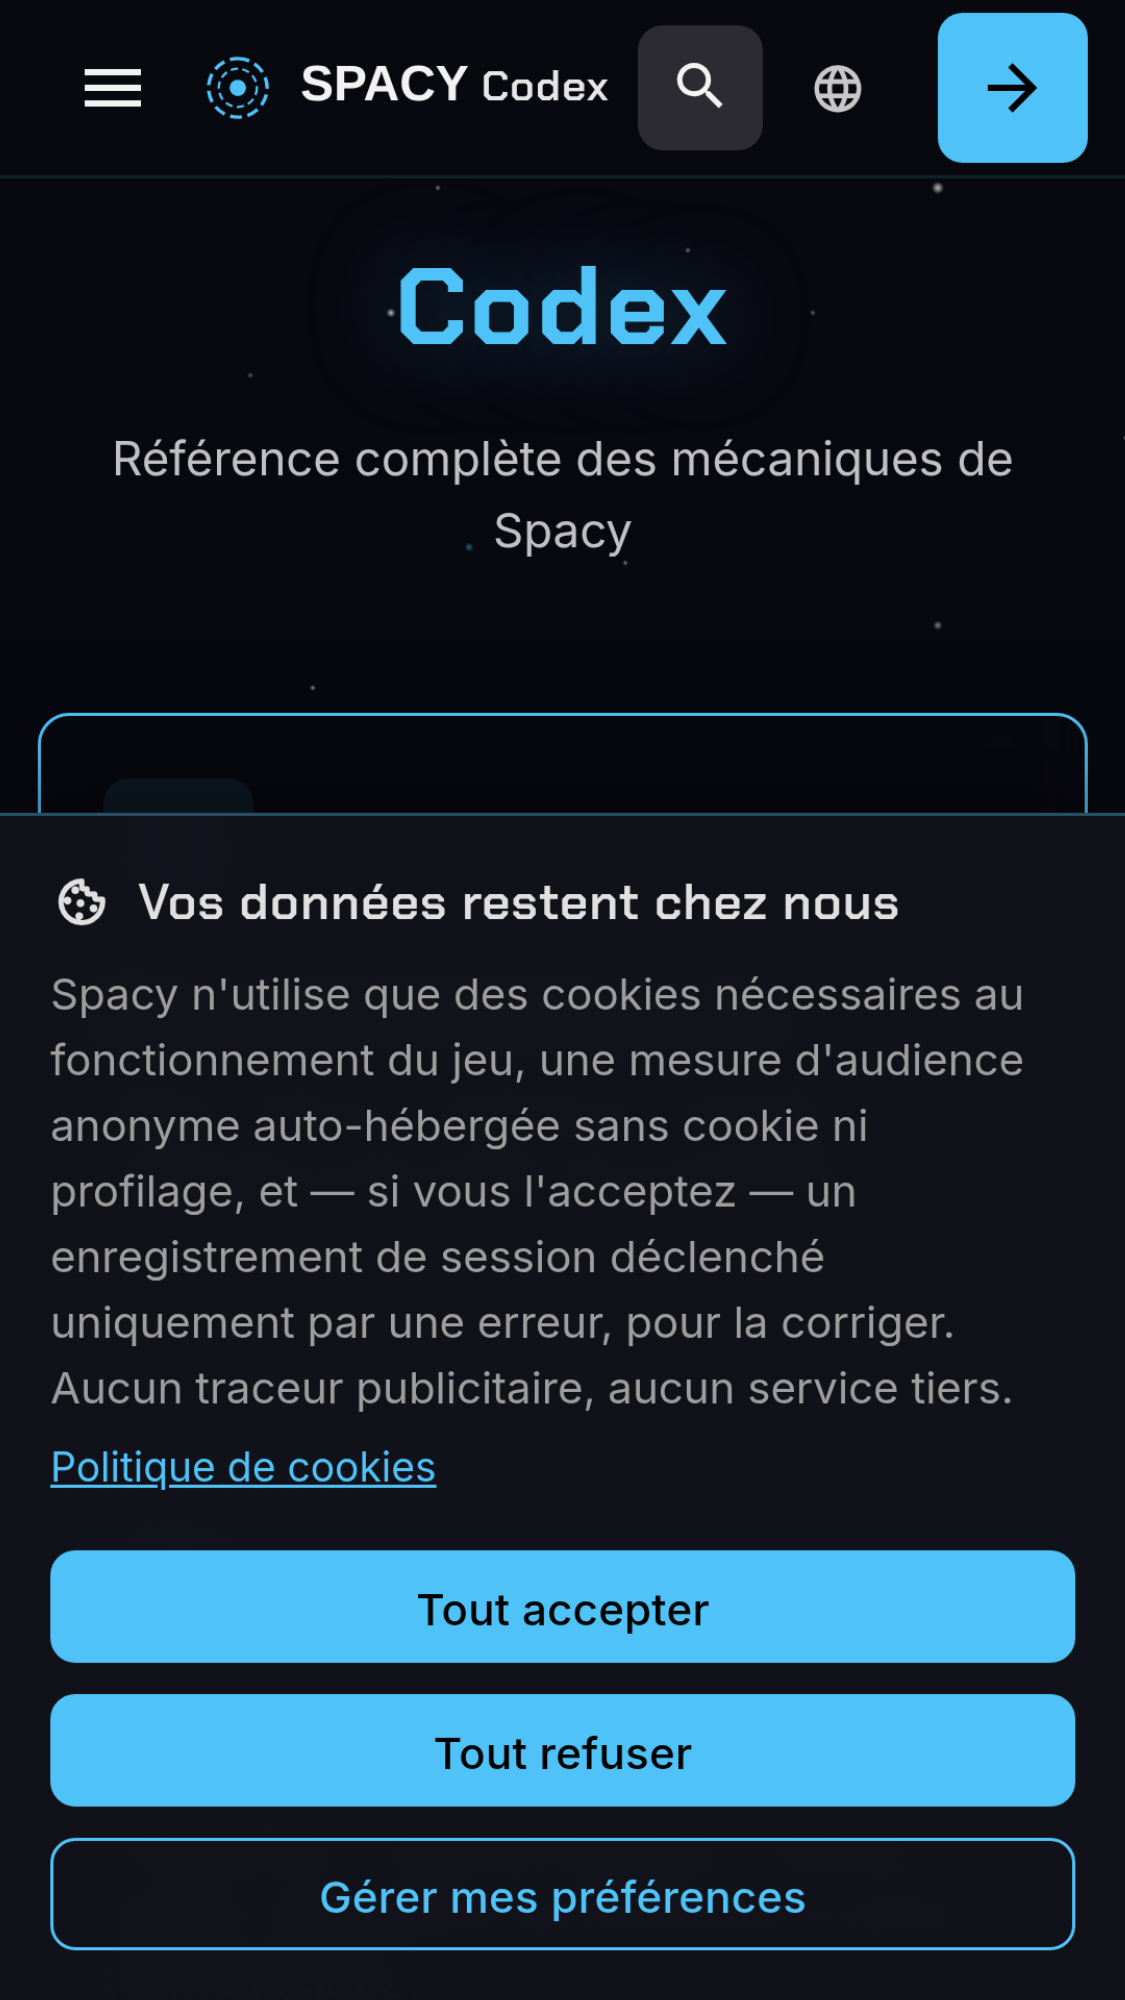 SPACY Codex
Codex
Référence complète des mécaniques de
Spacy
Vos données restent chez nous
Spacy n'utilise que des cookies nécessaires au
fonctionnement du jeu, une mesure d'audience
anonyme auto-hébergée sans cookie ni
profilage, et — si vous l'acceptez — un
enregistrement de session déclenché
uniquement par une erreur, pour la corriger.
Aucun traceur publicitaire, aucun service tiers.
Politique de cookies
Tout accepter
Tout refuser
Gérer mes préférences